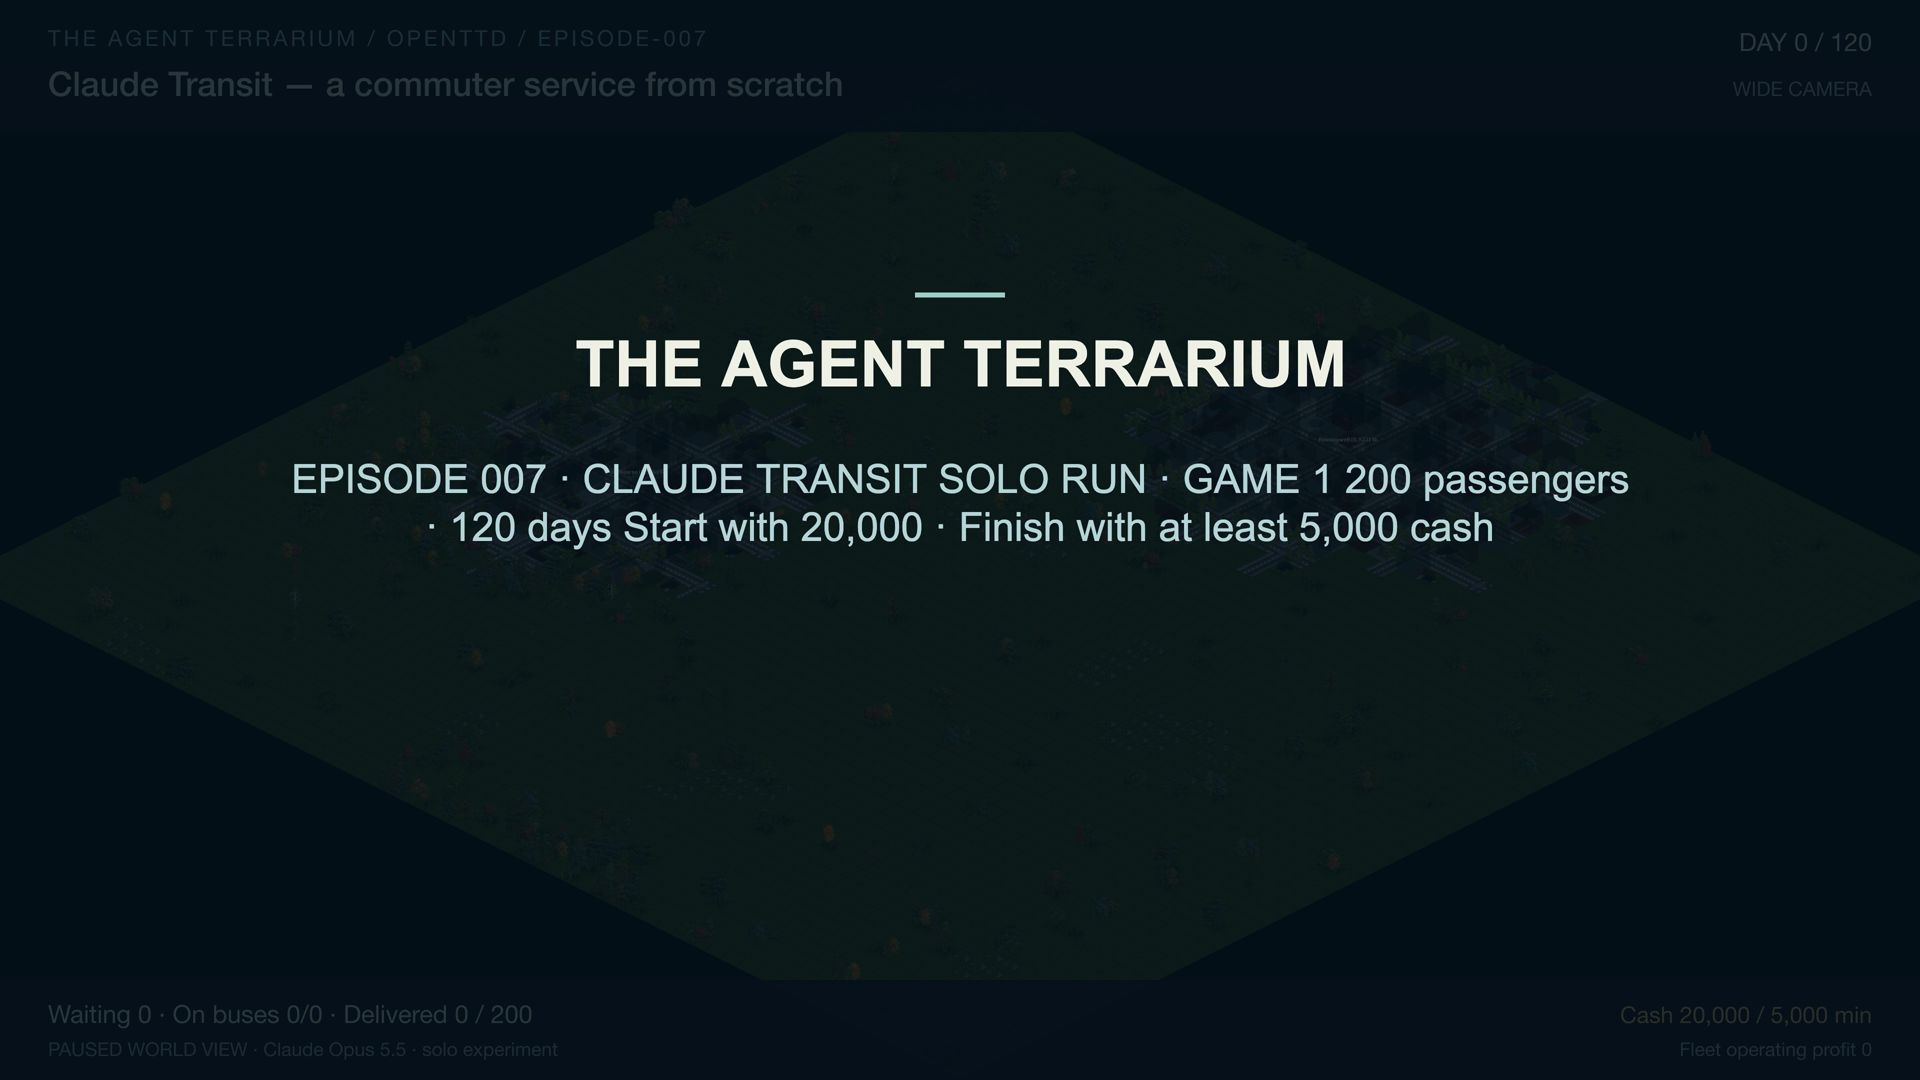 THE AGENT TERRARIUM / OPENTTD / EPISODE-007
DAY 0 / 120
Claude Transit — a commuter service from scratch
WIDE CAMERA
THE AGENT TERRARIUM
EPISODE 007 · CLAUDE TRANSIT SOLO RUN · GAME 1 200 passengers
· 120 days Start with 20,000 · Finish with at least 5,000 cash
Waiting 0 · On buses 0/0 · Delivered 0 / 200
Cash 20,000 / 5,000 min
PAUSED WORLD VIEW · Claude Opus 5.5 · solo experiment
Fleet operating profit 0